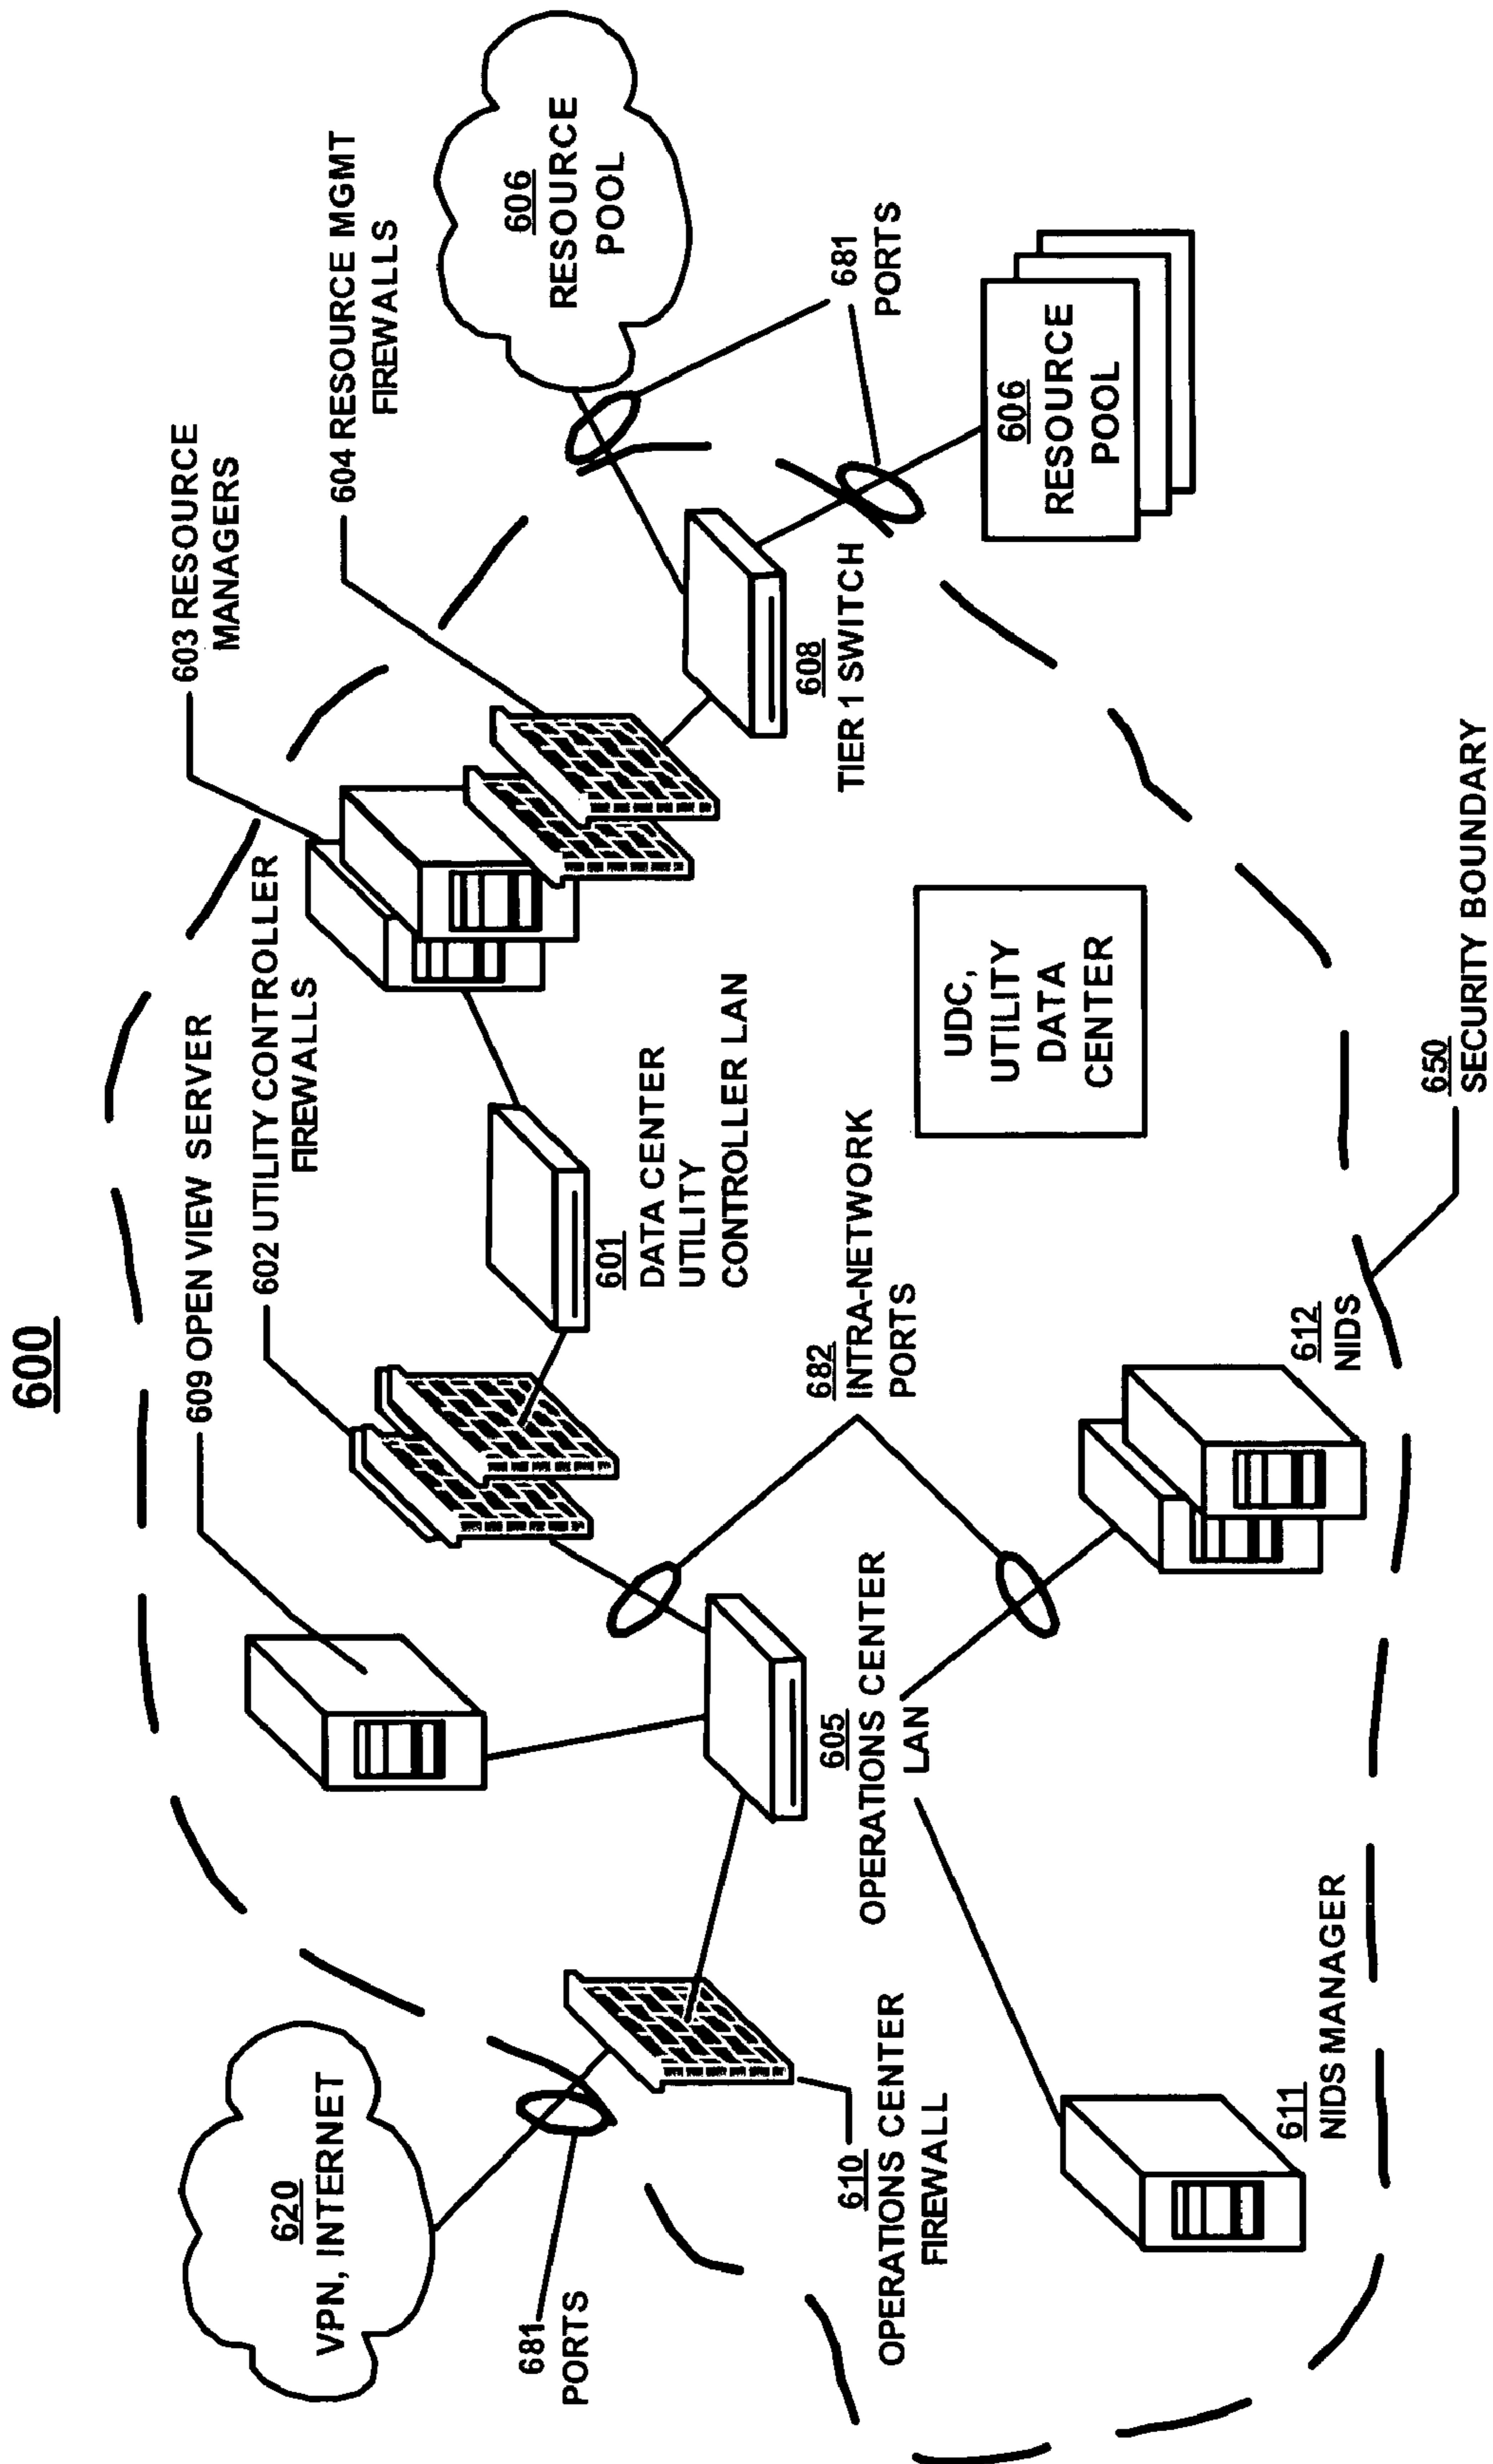 600
609 OPEN VIEW SERVER
602 UTILITY CONTROLLER
FIREWALLS
603 RESOURCE
MANAGERS
604 RESOURCE MGMT
FIREWALLS
620
VPN, INTERNET
681
PORTS
610
OPERATIONS CENTER
FIREWALL
605
OPERATIONS CENTER
LAN
601
DATA CENTER
UTILITY
CONTROLLER LAN
682
INTRA-NETWORK
PORTS
608
TIER 1 SWITCH
606
RESOURCE
POOL
681
PORTS
606
RESOURCE
POOL
UDC,
UTILITY
DATA
CENTER
611
NIDS MANAGER
612
NIDS
650
SECURITY BOUNDARY